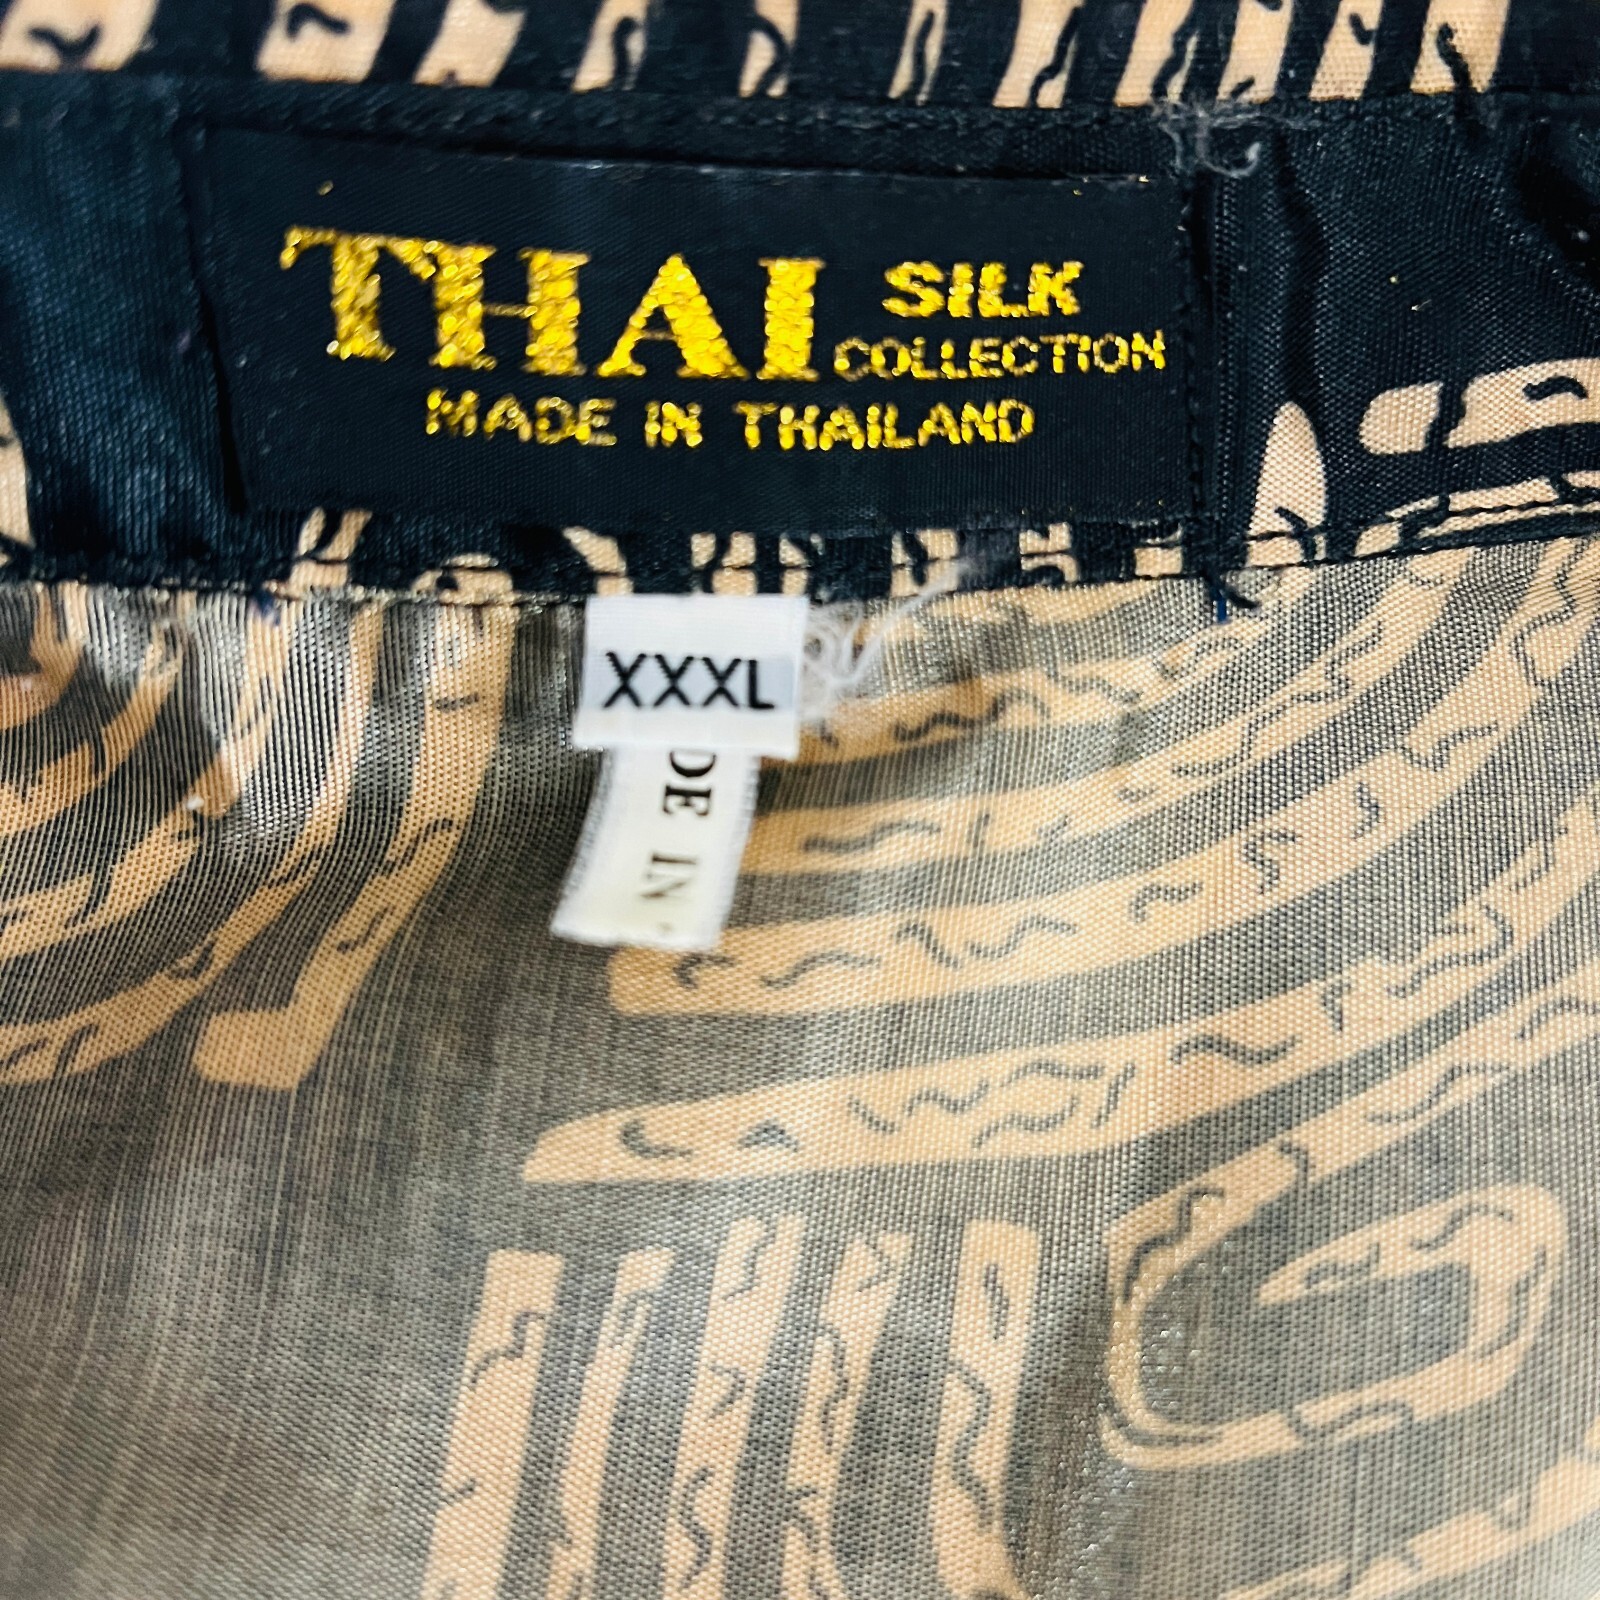 THAI SILK
COLLECTION
MADE IN THAILAND
XXXL
DE IN